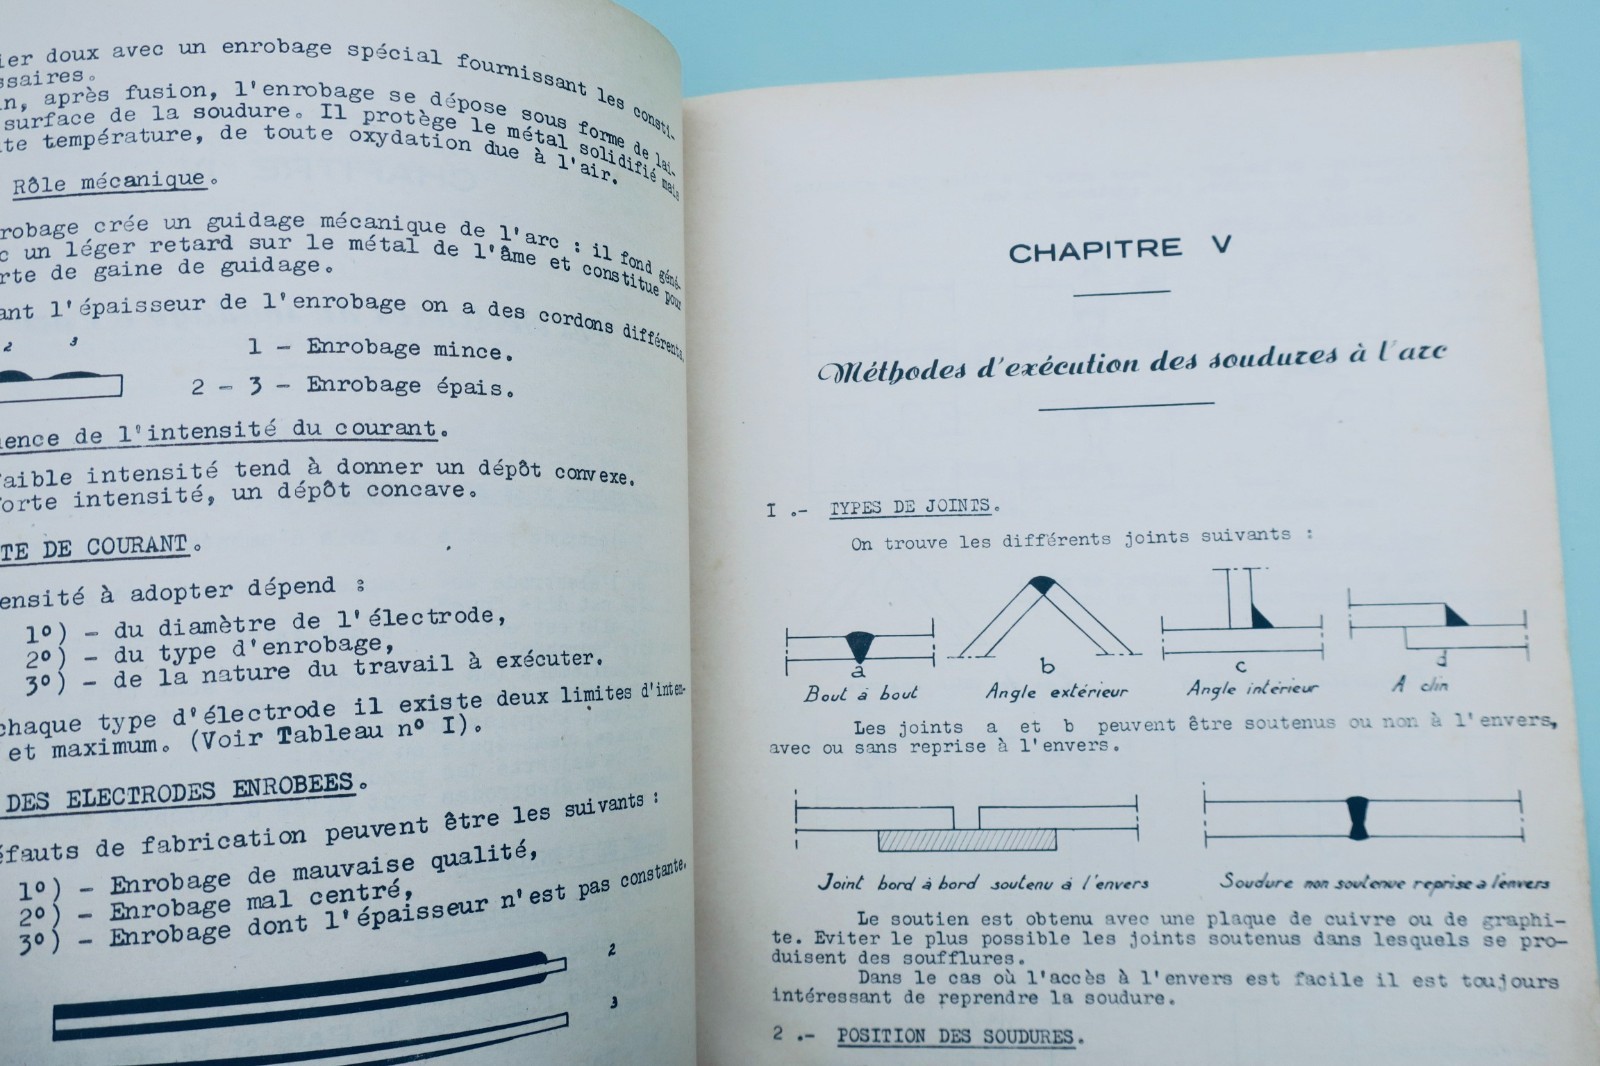 ier doux avec un enrobage spécial fournissant les consti-
ssaires.
n, après fusion, l'enrobage se dépose sous forme de lai-
surface de la soudure. Il protège le métal solidifié mais
te température, de toute oxydation due à l'air.
Rôle mécanique.
robage crée un guidage mécanique de l'arc : il fond géné-
c un léger retard sur le métal de l'âme et constitue pour
rte de gaine de guidage.
ant l'épaisseur de l'enrobage on a des cordons différents.
2 3
1 - Enrobage mince.
2 - 3 - Enrobage épais.
ence de l'intensité du courant.
faible intensité tend à donner un dépôt convexe.
orte intensité, un dépôt concave.
TE DE COURANT.
ensité à adopter dépend :
1º) - du diamètre de l'électrode,
2º) - du type d'enrobage,
3º) - de la nature du travail à exécuter.
chaque type d'électrode il existe deux limites d'inten-
et maximum. (Voir Tableau nº I).
DES ELECTRODES ENROBEES.
éfauts de fabrication peuvent être les suivants :
1º) - Enrobage de mauvaise qualité,
2º) - Enrobage mal centré,
3º) - Enrobage dont l'épaisseur n'est pas constante.
2
3
CHAPITRE V
Méthodes d'exécution des soudures à l'arc
I .- TYPES DE JOINTS.
On trouve les différents joints suivants :
a b c d
Bout à bout Angle extérieur Angle intérieur A clin
Les joints a et b peuvent être soutenus ou non à l'envers,
avec ou sans reprise à l'envers.
Joint bord à bord soutenu à l'envers Soudure non soutenue reprise à l'envers
Le soutien est obtenu avec une plaque de cuivre ou de graphi-
te. Eviter le plus possible les joints soutenus dans lesquels se pro-
duisent des soufflures.
Dans le cas où l'accès à l'envers est facile il est toujours
intéressant de reprendre la soudure.
2 .- POSITION DES SOUDURES.